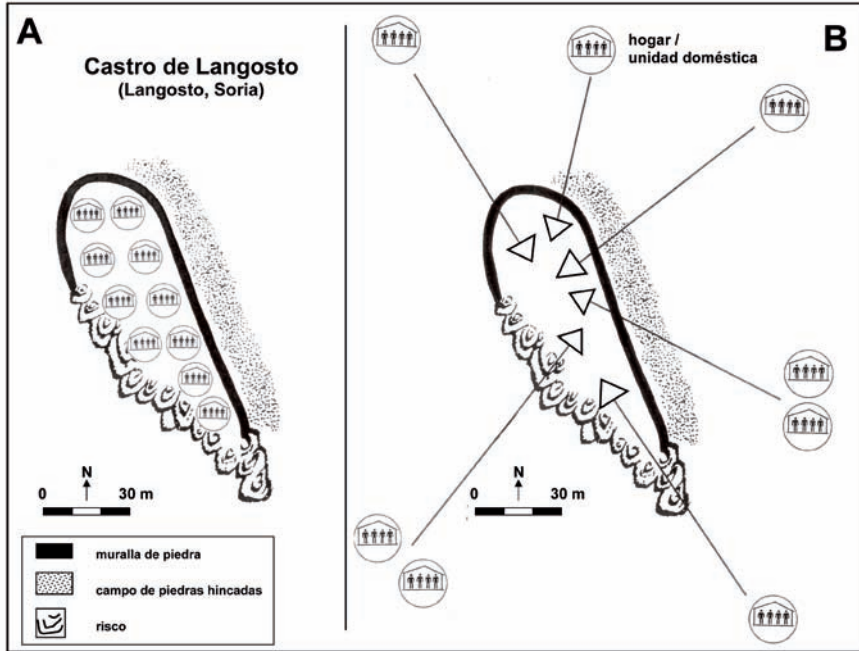 A
Castro de Langosto
(Langosto, Soria)
N
0 30 m
muralla de piedra
campo de piedras hincadas
risco
B
hogar /
unidad doméstica
N
0 30 m